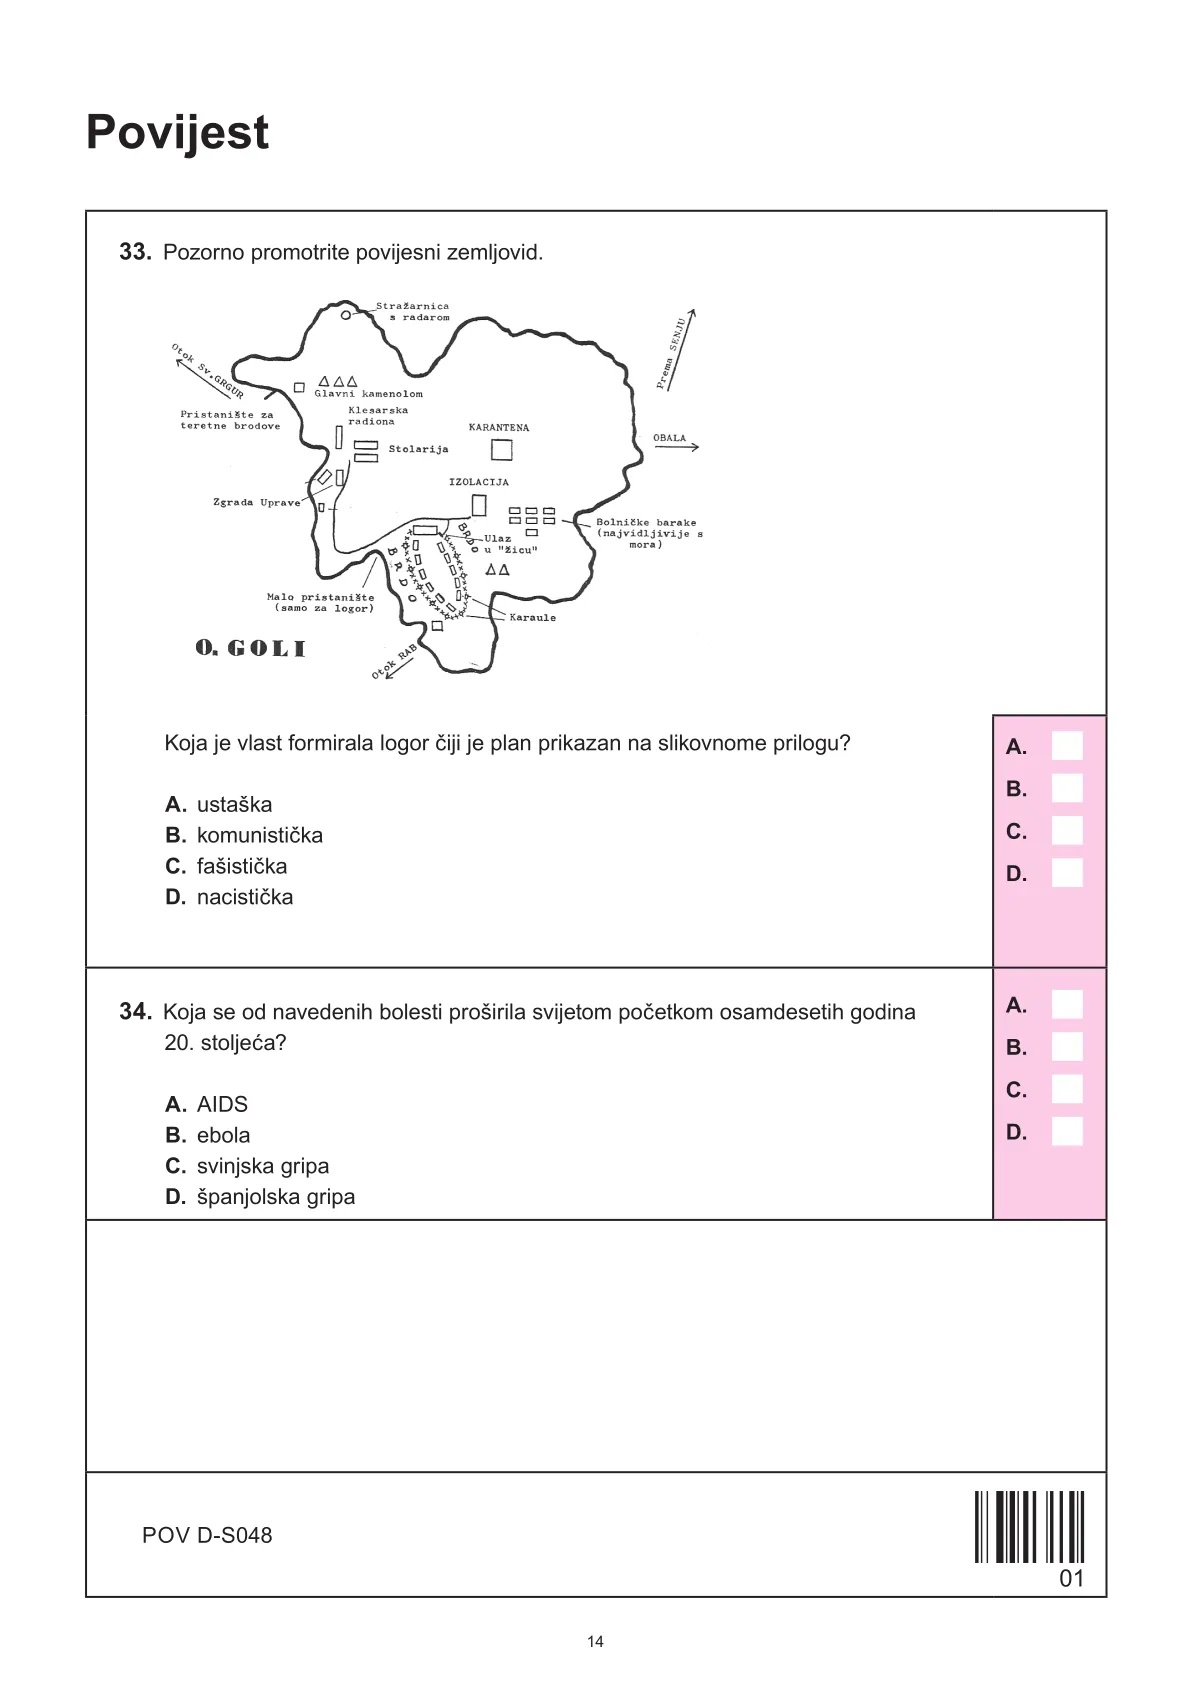 Povijest
33. Pozorno promotrite povijesni zemljovid.
Stražarnica
s radarom
Otok Sv.GRGUR
Prema SENJU
Glavni kamenolom
Pristanište za
teretne brodove
Klesarska
radiona
KARANTENA
OBALA
Stolarija
IZOLACIJA
Zgrada Uprave
Bolničke barake
(najvidljivije s
mora)
BRDO
Ulaz
u "žicu"
BRDO
Malo pristanište
(samo za logor)
Karaule
O. GOLI
Otok RAB
Koja je vlast formirala logor čiji je plan prikazan na slikovnome prilogu?
A. ustaška
B. komunistička
C. fašistička
D. nacistička
A.
B.
C.
D.
34. Koja se od navedenih bolesti proširila svijetom početkom osamdesetih godina
20. stoljeća?
A. AIDS
B. ebola
C. svinjska gripa
D. španjolska gripa
A.
B.
C.
D.
POV D-S048
01
14